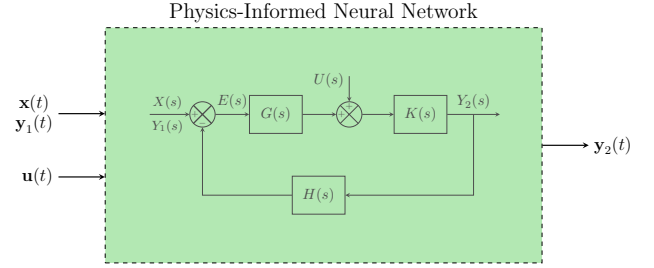 Physics-Informed Neural Network
U(s)
X(s)
E(s)
G(s)
K(s)
Y₂(s)
+
−
+
+
Y₁(s)
x(t)
y₁(t)
y₂(t)
u(t)
H(s)